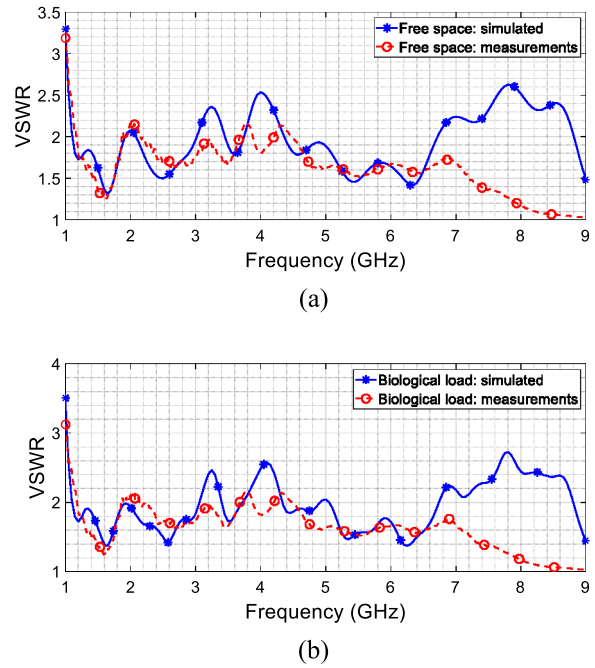 3.5
3
2.5
2
1.5
1
VSWR
Free space: simulated
Free space: measurements
1 2 3 4 5 6 7 8 9
Frequency (GHz)
(a)
4
3
2
1
VSWR
Biological load: simulated
Biological load: measurements
1 2 3 4 5 6 7 8 9
Frequency (GHz)
(b)